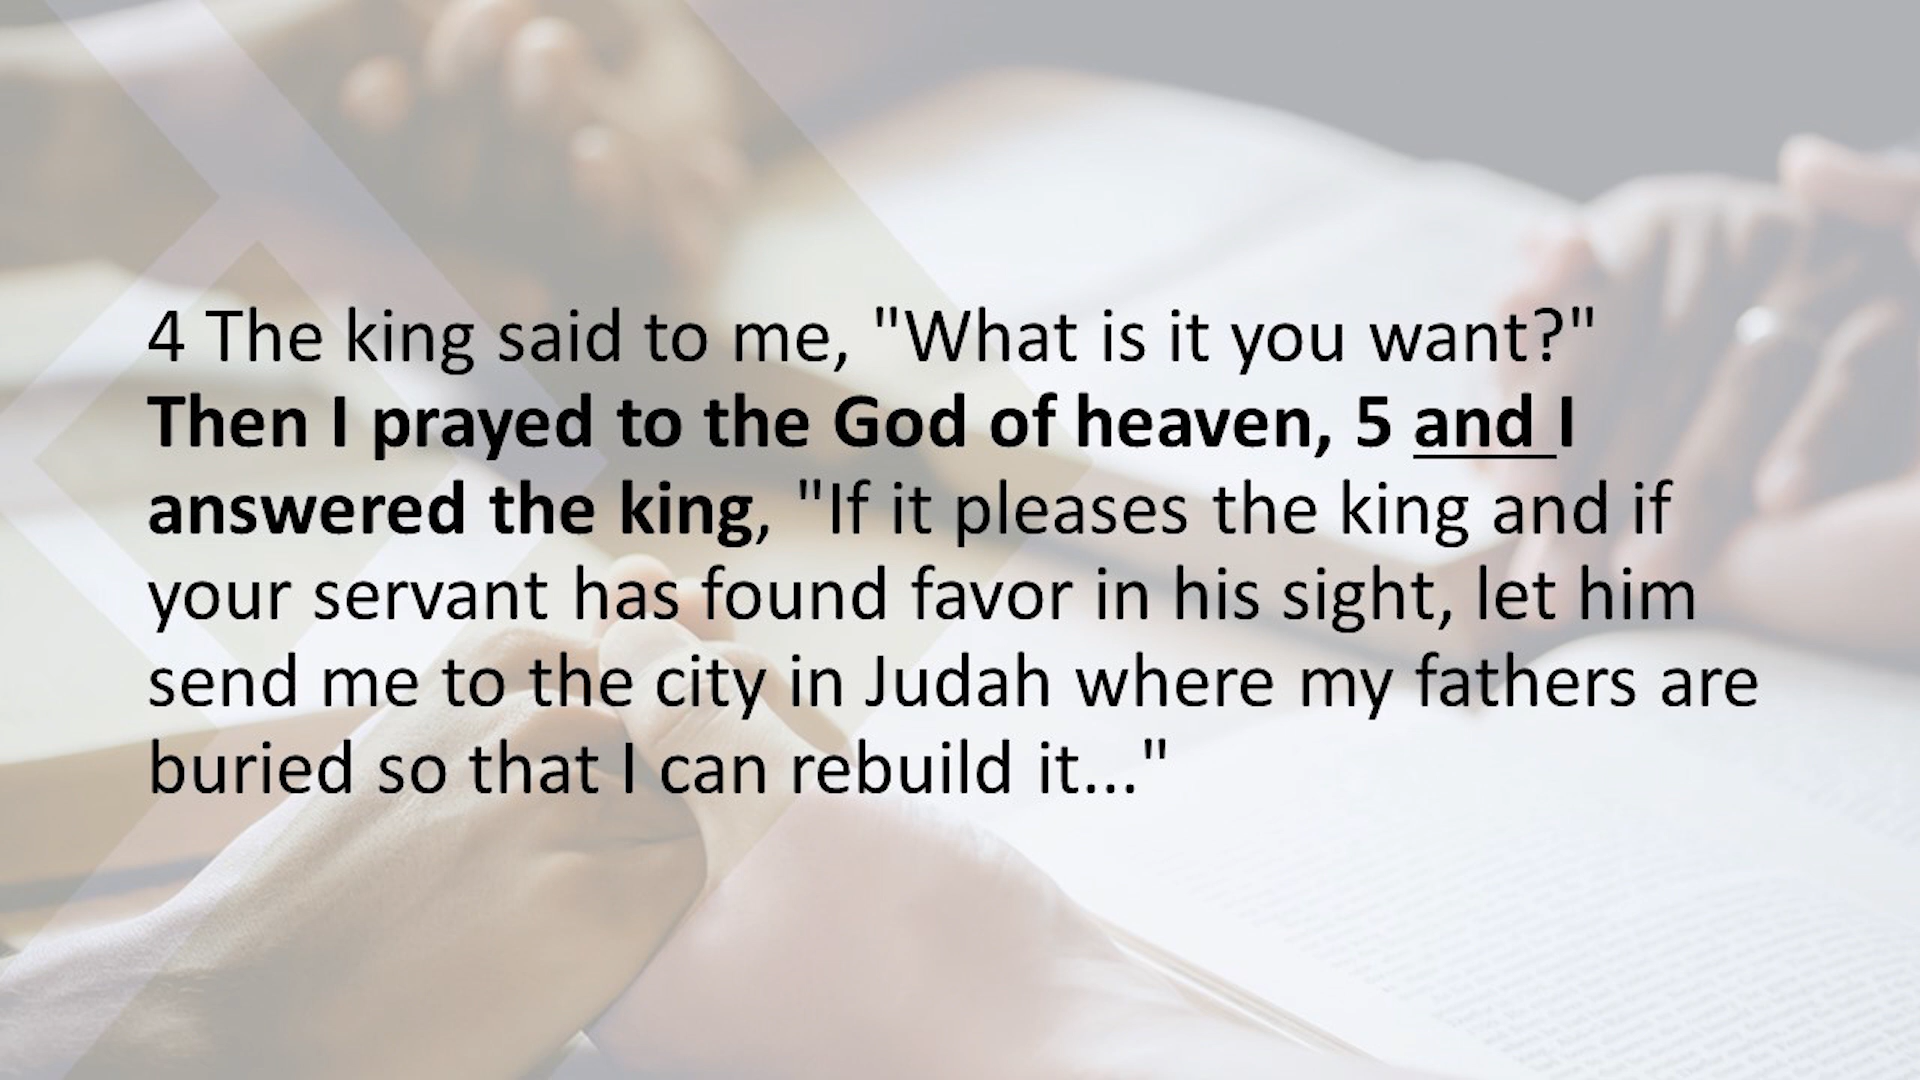 4 The king said to me, "What is it you want?"
Then I prayed to the God of heaven, 5 and I
answered the king, "If it pleases the king and if
your servant has found favor in his sight, let him
send me to the city in Judah where my fathers are
buried so that I can rebuild it..."